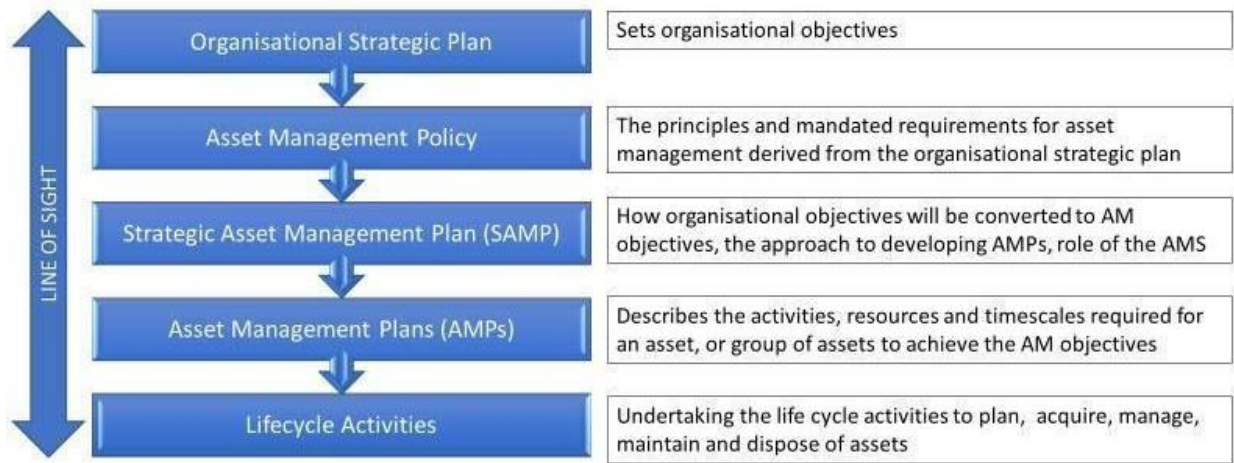 LINE OF SIGHT
Organisational Strategic Plan
Sets organisational objectives
Asset Management Policy
The principles and mandated requirements for asset
management derived from the organisational strategic plan
Strategic Asset Management Plan (SAMP)
How organisational objectives will be converted to AM
objectives, the approach to developing AMPs, role of the AMS
Asset Management Plans (AMPs)
Describes the activities, resources and timescales required for
an asset, or group of assets to achieve the AM objectives
Lifecycle Activities
Undertaking the life cycle activities to plan, acquire, manage,
maintain and dispose of assets